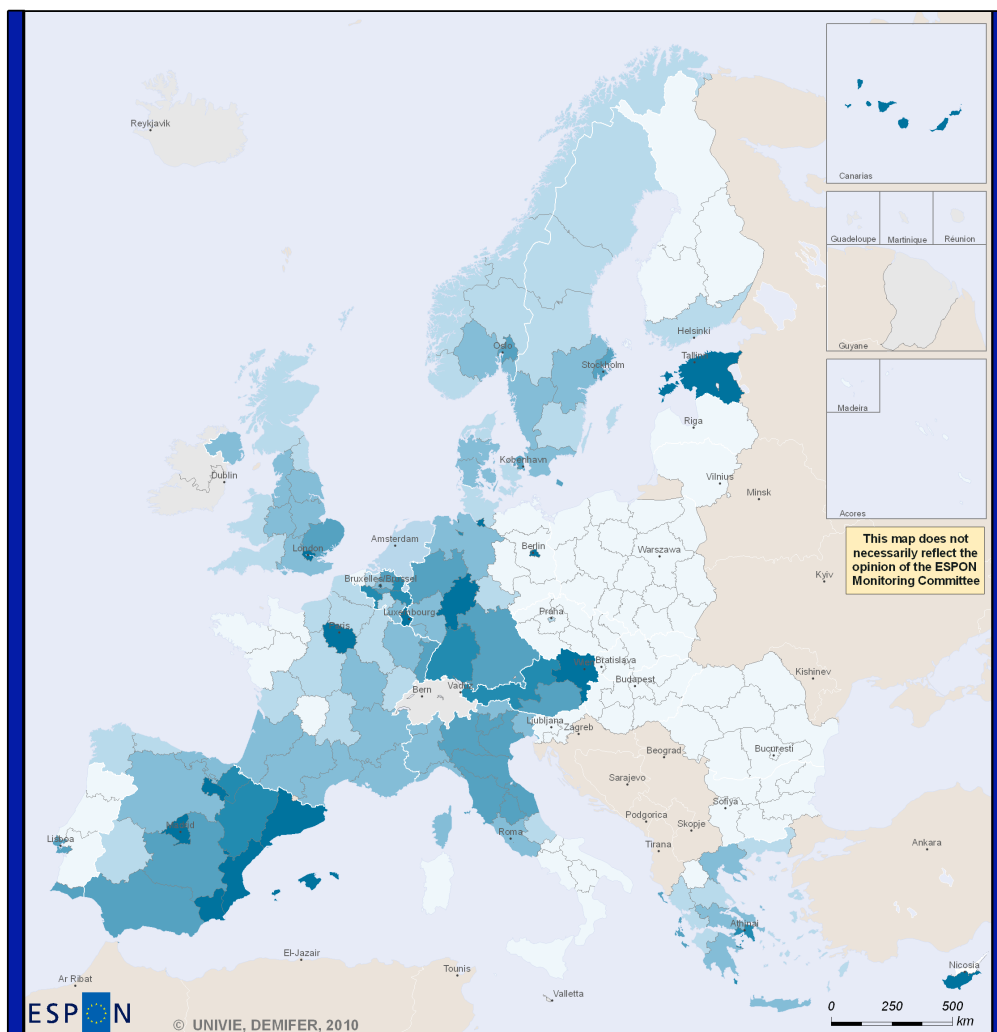 Reykjavik
Canarias
Guadeloupe
Martinique
Réunion
Guyane
Helsinki
Oslo
Stockholm
Madeira
Riga
København
Vilnius
Dublin
Minsk
Acores
This map does not
necessarily reflect the
opinion of the ESPON
Monitoring Committee
Amsterdam
London
Berlin
Warszawa
Kyiv
Bruxelles/Brussel
Luxembourg
Praha
Paris
Bratislava
Kishinev
Bern
Budapest
Ljubljana
Zagreb
Beograd
Bucuresti
Sarajevo
Sofiya
Podgorica
Skopje
Madrid
Lisboa
Roma
Tirana
Ankara
Athinai
El-Jazair
Tounis
Nicosia
Ar Ribat
Valletta
0 250 500
km
ESPON
© UNIVIE, DEMIFER, 2010